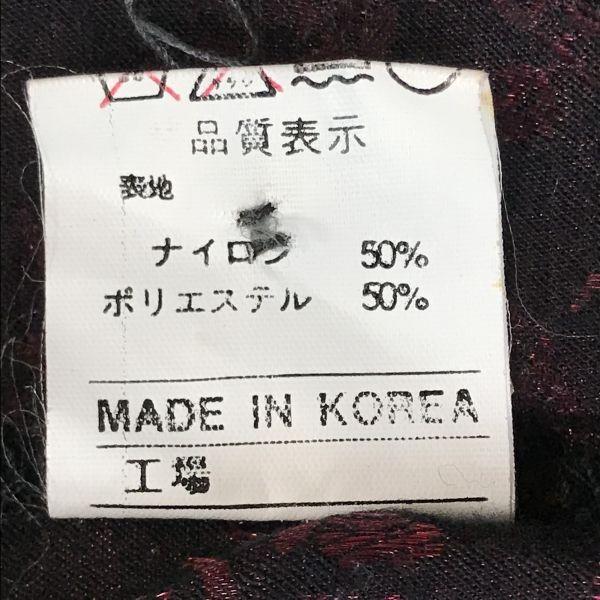 品質表示
表地
ナイロン 50%
ポリエステル 50%
MADE IN KOREA
工場